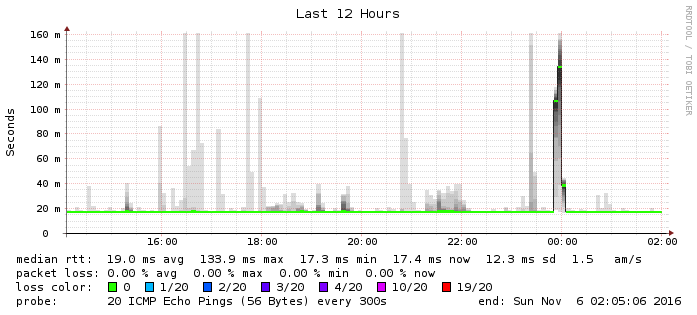 Last 12 Hours
RRDTOOL / TOBI OETIKER
Seconds
160 m
140 m
120 m
100 m
80 m
60 m
40 m
20 m
0
16:00 18:00 20:00 22:00 00:00 02:00
median rtt: 19.0 ms avg 133.9 ms max 17.3 ms min 17.4 ms now 12.3 ms sd 1.5 am/s
packet loss: 0.00 % avg 0.00 % max 0.00 % min 0.00 % now
loss color: 0 1/20 2/20 3/20 4/20 10/20 19/20
probe: 20 ICMP Echo Pings (56 Bytes) every 300s end: Sun Nov 6 02:05:06 2016